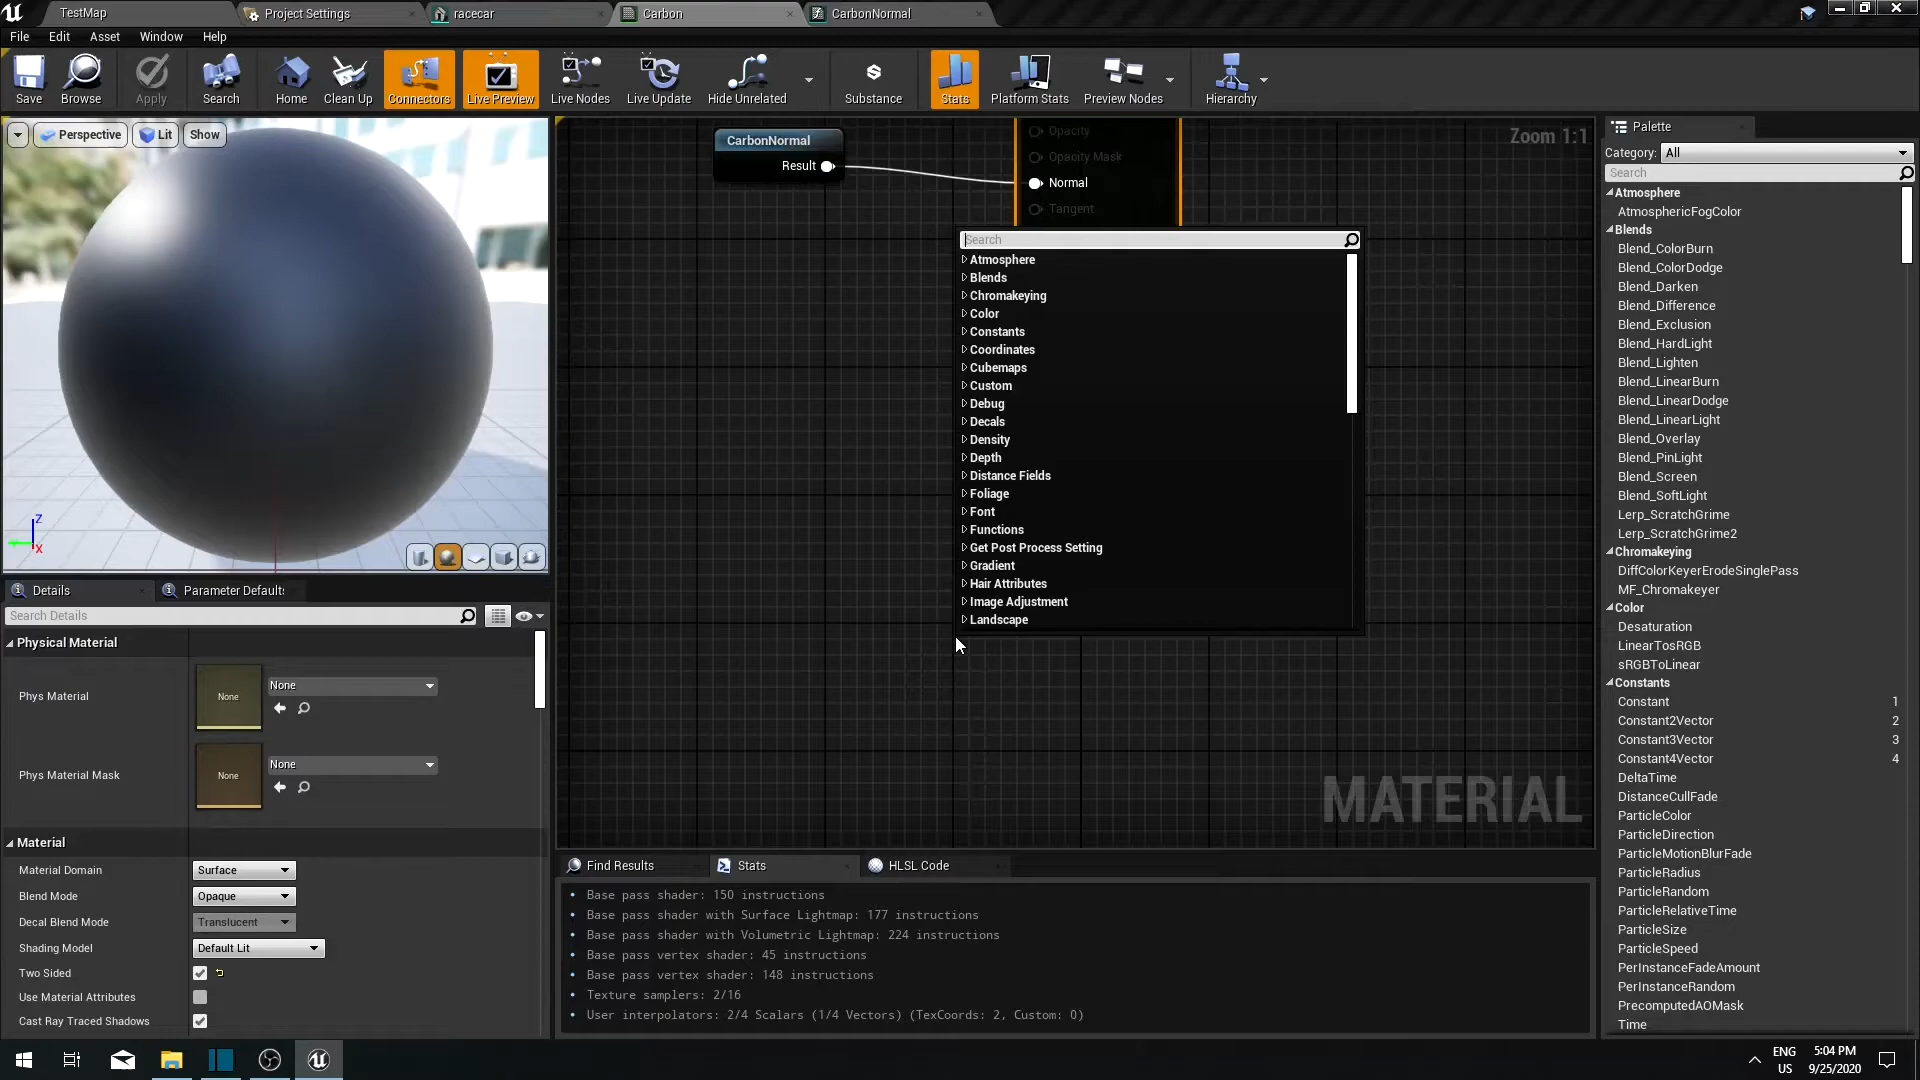 TestMap
Project Settings
racecar
Carbon
CarbonNormal
File Edit Asset Window Help
Save Browse Apply Search Home Clean Up Connectors Live Preview Live Nodes Live Update Hide Unrelated Substance Stats Platform Stats Preview Nodes Hierarchy
Perspective Lit Show
Z
X
CarbonNormal
Result
Opacity
Opacity Mask
Normal
Tangent
Zoom 1:1
Search
Atmosphere
Blends
Chromakeying
Color
Constants
Coordinates
Cubemaps
Custom
Debug
Decals
Density
Depth
Distance Fields
Foliage
Font
Functions
Get Post Process Setting
Gradient
Hair Attributes
Image Adjustment
Landscape
MATERIAL
Palette
Category: All
Search
Atmosphere
AtmosphericFogColor
Blends
Blend_ColorBurn
Blend_ColorDodge
Blend_Darken
Blend_Difference
Blend_Exclusion
Blend_HardLight
Blend_Lighten
Blend_LinearBurn
Blend_LinearDodge
Blend_LinearLight
Blend_Overlay
Blend_PinLight
Blend_Screen
Blend_SoftLight
Lerp_ScratchGrime
Lerp_ScratchGrime2
Chromakeying
DiffColorKeyerErodeSinglePass
MF_Chromakeyer
Color
Desaturation
LinearTosRGB
sRGBToLinear
Constants
Constant 1
Constant2Vector 2
Constant3Vector 3
Constant4Vector 4
DeltaTime
DistanceCullFade
ParticleColor
ParticleDirection
ParticleMotionBlurFade
ParticleRadius
ParticleRandom
ParticleRelativeTime
ParticleSize
ParticleSpeed
PerInstanceFadeAmount
PerInstanceRandom
PrecomputedAOMask
Time
Details
Parameter Defaults
Search Details
Physical Material
Phys Material
None
None
Phys Material Mask
None
None
Material
Material Domain Surface
Blend Mode Opaque
Decal Blend Mode Translucent
Shading Model Default Lit
Two Sided
Use Material Attributes
Cast Ray Traced Shadows
Find Results
Stats
HLSL Code
• Base pass shader: 150 instructions
• Base pass shader with Surface Lightmap: 177 instructions
• Base pass shader with Volumetric Lightmap: 224 instructions
• Base pass vertex shader: 45 instructions
• Base pass vertex shader: 148 instructions
• Texture samplers: 2/16
• User interpolators: 2/4 Scalars (1/4 Vectors) (TexCoords: 2, Custom: 0)
ENG
US
5:04 PM
9/25/2020